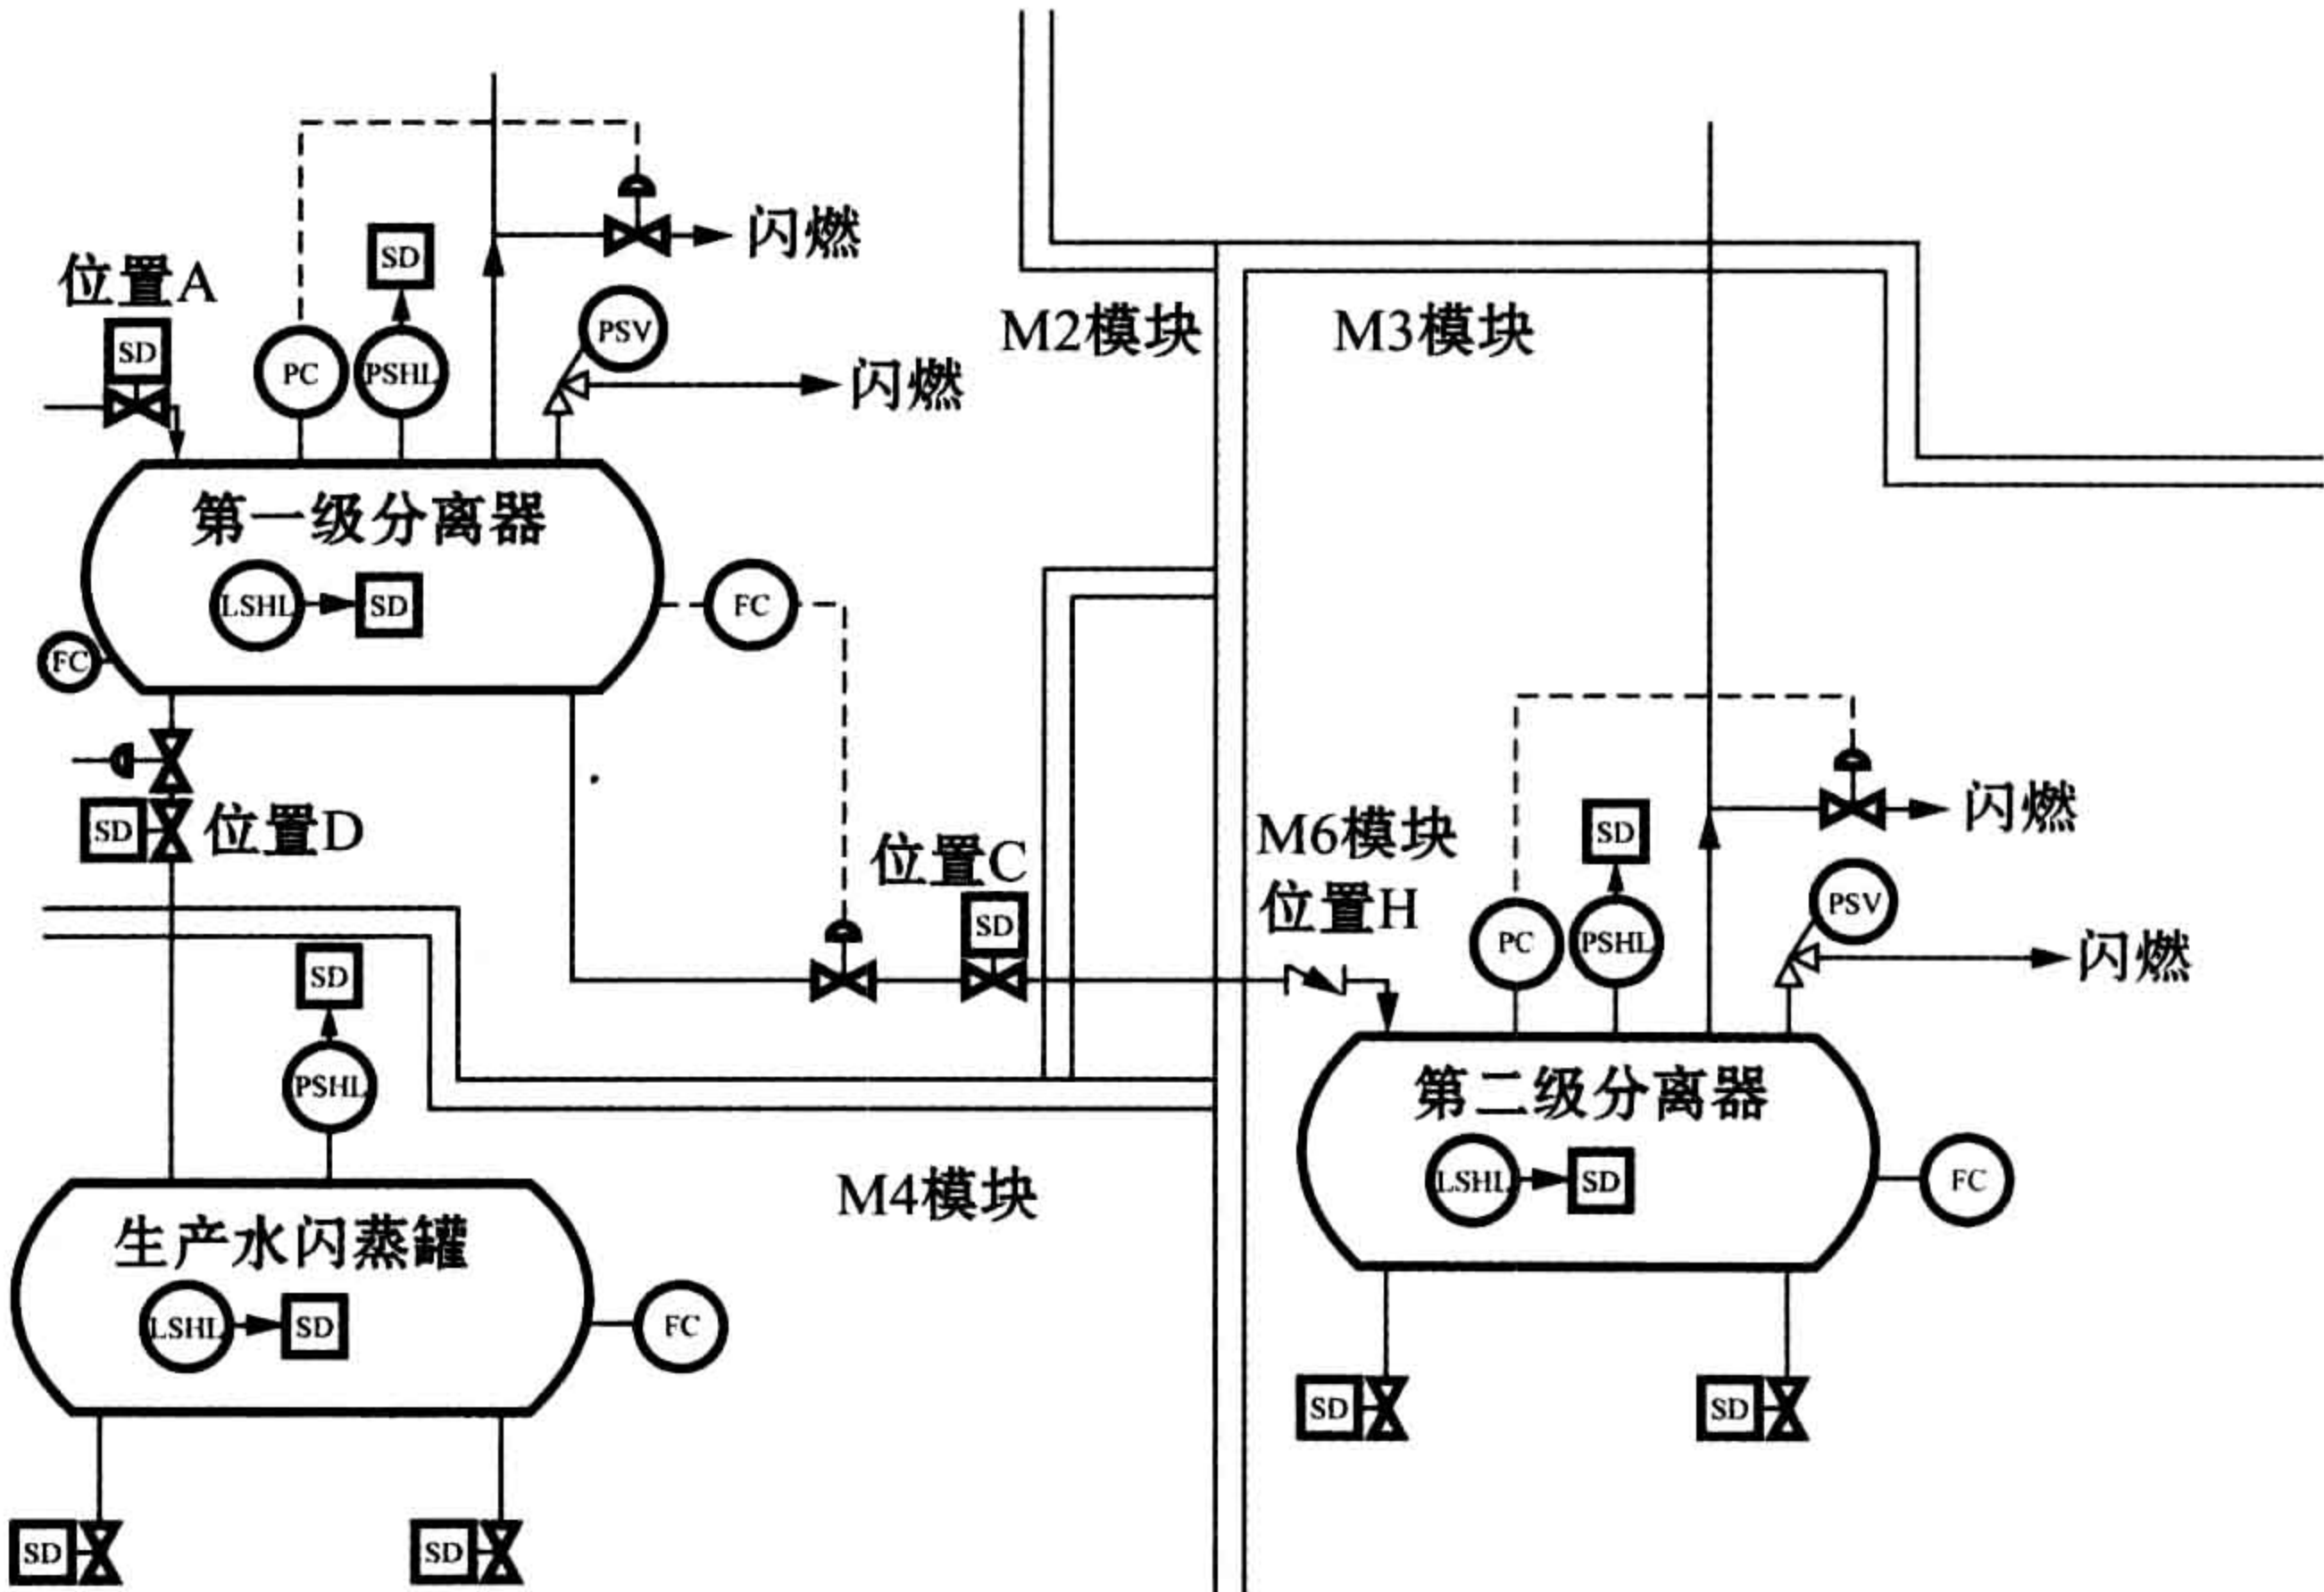 闪燃
SD
位置A
SD
PC
PSHL
PSV
闪燃
M2模块
M3模块
第一级分离器
LSHL
SD
FC
FC
SD
位置D
位置C
SD
M6模块
位置H
SD
闪燃
PC
PSHL
PSV
闪燃
SD
PSHL
第二级分离器
LSHL
SD
FC
M4模块
生产水闪蒸罐
LSHL
SD
FC
SD
SD
SD
SD